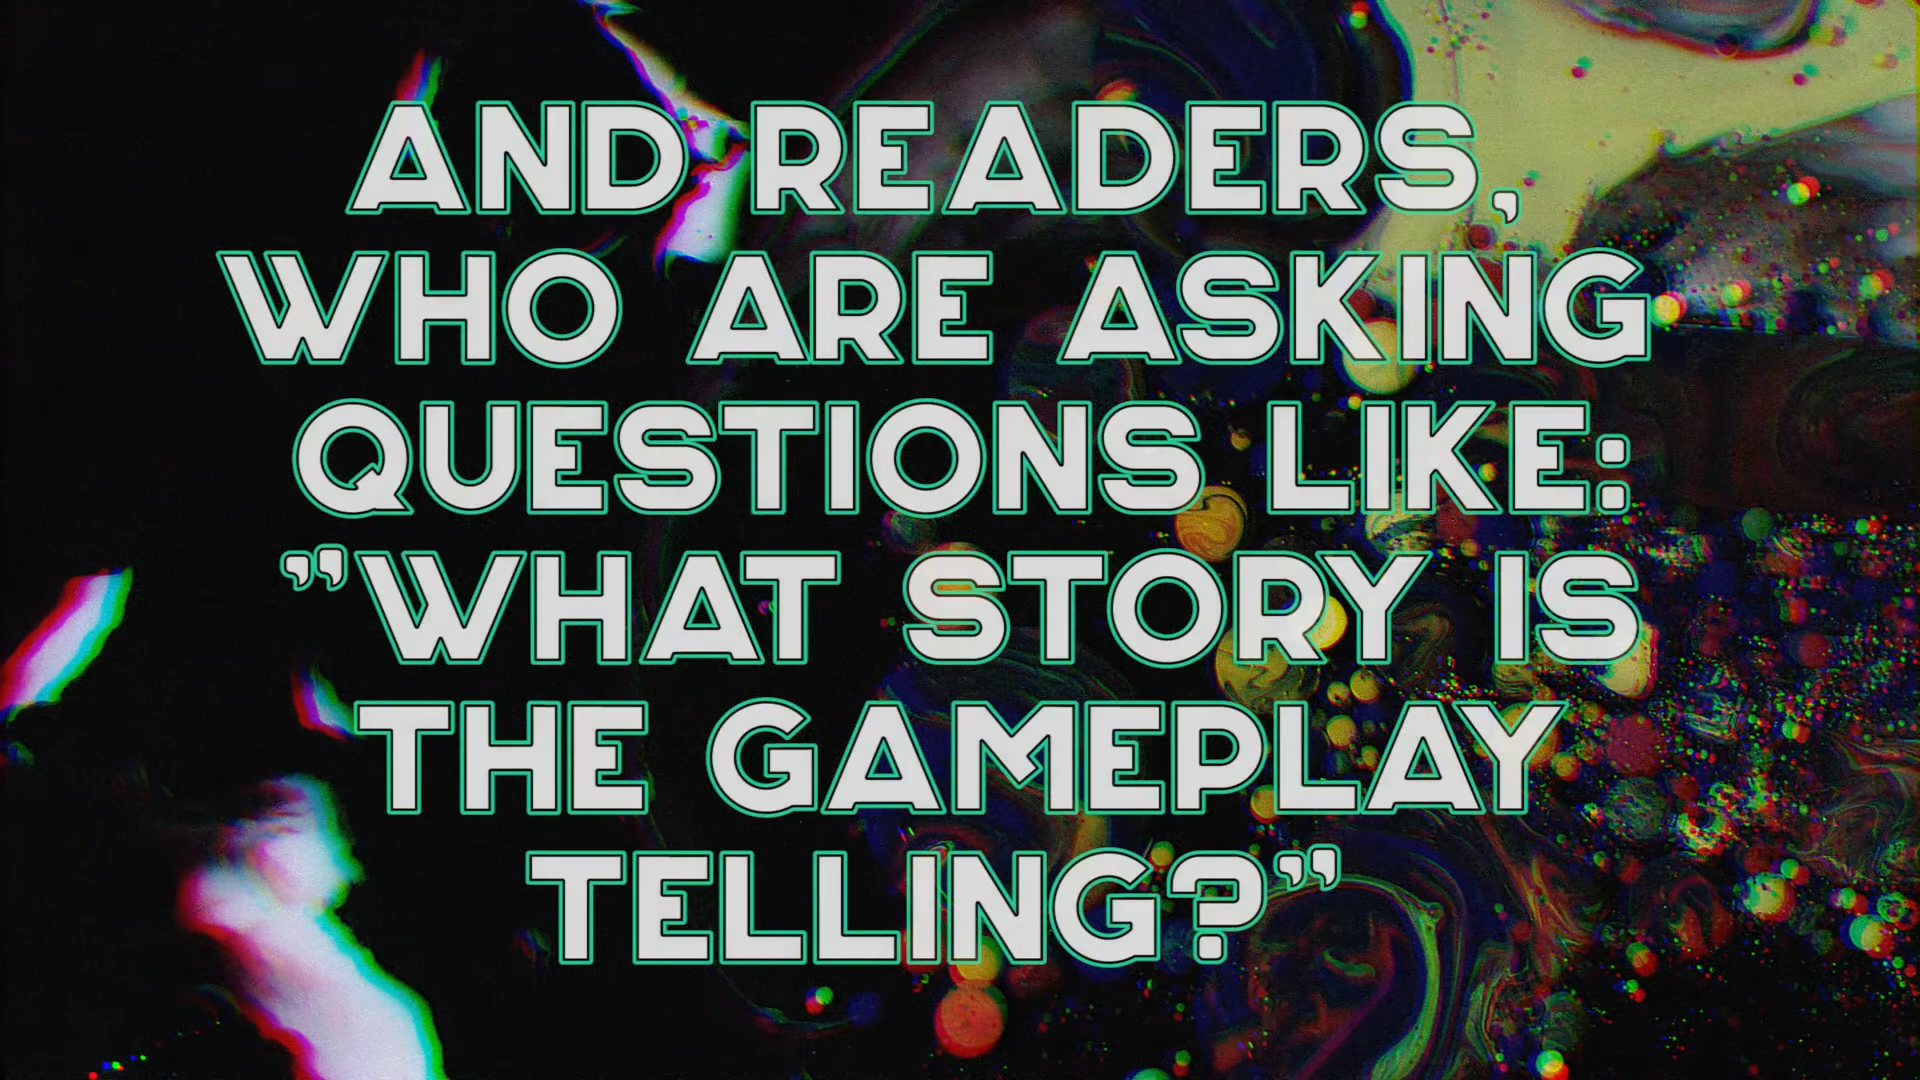 AND READERS,
WHO ARE ASKING
QUESTIONS LIKE:
”WHAT STORY IS
THE GAMEPLAY
TELLING?”